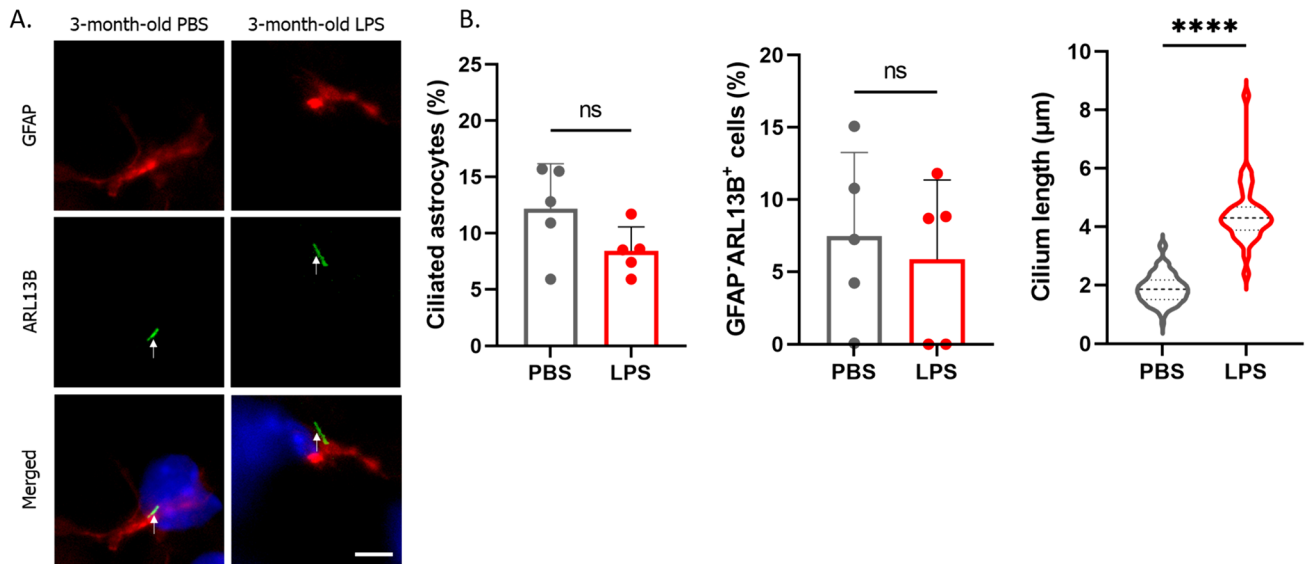 A.
3-month-old PBS
3-month-old LPS
GFAP
ARL13B
Merged
B.
Ciliated astrocytes (%)
25
20
15
10
5
0
ns
PBS
LPS
GFAP⁻ARL13B⁺ cells (%)
20
15
10
5
0
ns
PBS
LPS
Cilium length (µm)
10
8
6
4
2
0
****
PBS
LPS